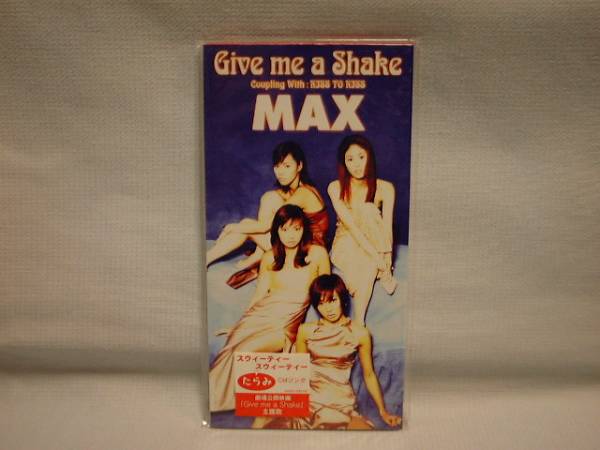 Give me a Shake
Coupling With : KISS TO KISS
MAX
スウィーティー
スウィーティー
たらみ CMソング
劇場公開映画
「Give me a Shake」
主題歌